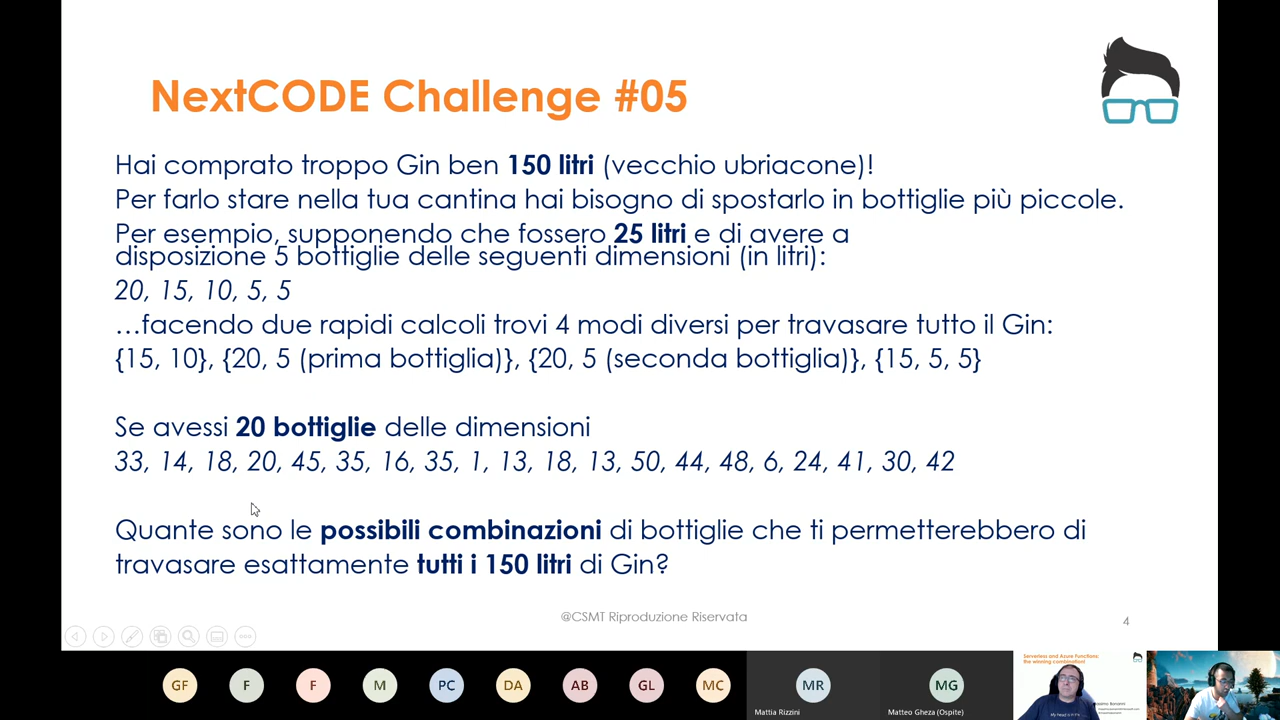 NextCODE Challenge #05
Hai comprato troppo Gin ben 150 litri (vecchio ubriacone)!
Per farlo stare nella tua cantina hai bisogno di spostarlo in bottiglie più piccole.
Per esempio, supponendo che fossero 25 litri e di avere a
disposizione 5 bottiglie delle seguenti dimensioni (in litri):
20, 15, 10, 5, 5
…facendo due rapidi calcoli trovi 4 modi diversi per travasare tutto il Gin:
{15, 10}, {20, 5 (prima bottiglia)}, {20, 5 (seconda bottiglia)}, {15, 5, 5}
Se avessi 20 bottiglie delle dimensioni
33, 14, 18, 20, 45, 35, 16, 35, 1, 13, 18, 13, 50, 44, 48, 6, 24, 41, 30, 42
Quante sono le possibili combinazioni di bottiglie che ti permetterebbero di
travasare esattamente tutti i 150 litri di Gin?
@CSMT Riproduzione Riservata
4
GF F F M PC DA AB GL MC MR MG
Mattia Rizzini
Matteo Gheza (Ospite)
Serverless and Azure Functions:
the winning combination!